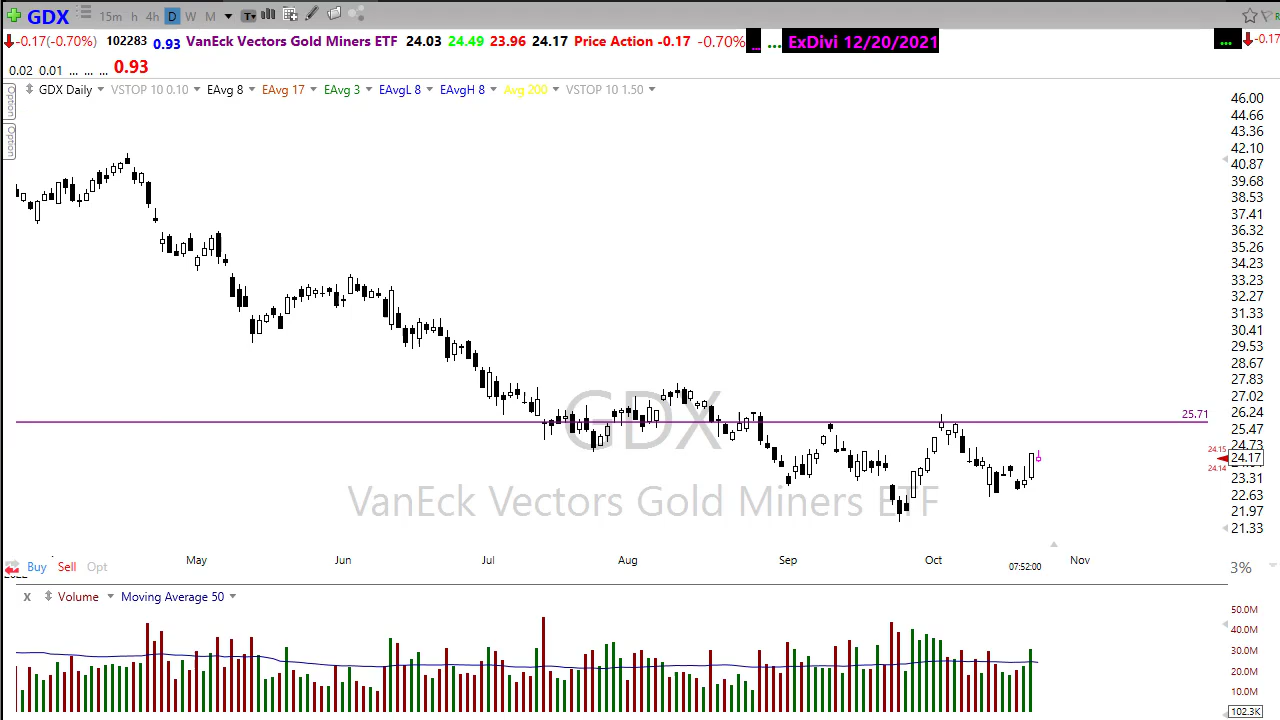 GDX 15m h 4h D W M T
-0.17(-0.70%) 102283 0.93 VanEck Vectors Gold Miners ETF 24.03 24.49 23.96 24.17 Price Action -0.17 -0.70% ... ... ExDivi 12/20/2021 ... -0.17
0.02 0.01 ... ... ... 0.93
Option
Option
GDX Daily VSTOP 10 0.10 EAvg 8 EAvg 17 EAvg 3 EAvgL 8 EAvgH 8 Avg 200 VSTOP 10 1.50
46.00
44.66
43.36
42.10
40.87
39.68
38.53
37.41
36.32
35.26
34.23
33.23
32.27
31.33
30.41
29.53
28.67
27.83
27.02
26.24
25.71
25.47
24.73
24.15
24.17
24.14
23.31
22.63
21.97
21.33
GDX
VanEck Vectors Gold Miners ETF
May Jun Jul Aug Sep Oct Nov
07:52:00
Buy Sell Opt 3%
x Volume Moving Average 50
50.0M
40.0M
30.0M
20.0M
10.0M
102.3K